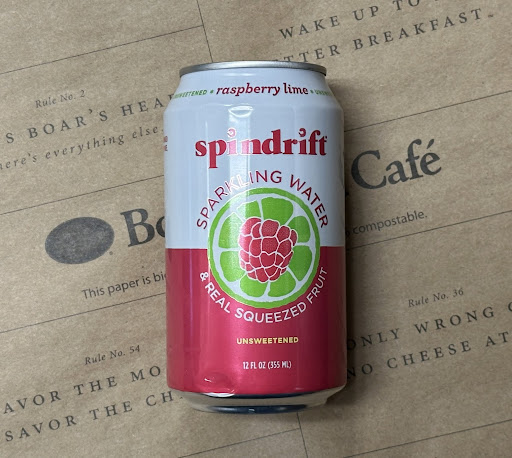 WAKE UP TO
TTER BREAKFAST.
Rule No. 2
S BOAR'S HEA
here's everything else
UNSWEETENED • raspberry lime •
spindrift
SPARKLING WATER
& REAL SQUEEZED FRUIT
UNSWEETENED
12 FL OZ (355 ML)
Bo
Café
This paper is bi
compostable.
Rule No. 54
AVOR THE MO
SAVOR THE CH
Rule No. 36
ONLY WRONG
NO CHEESE AT